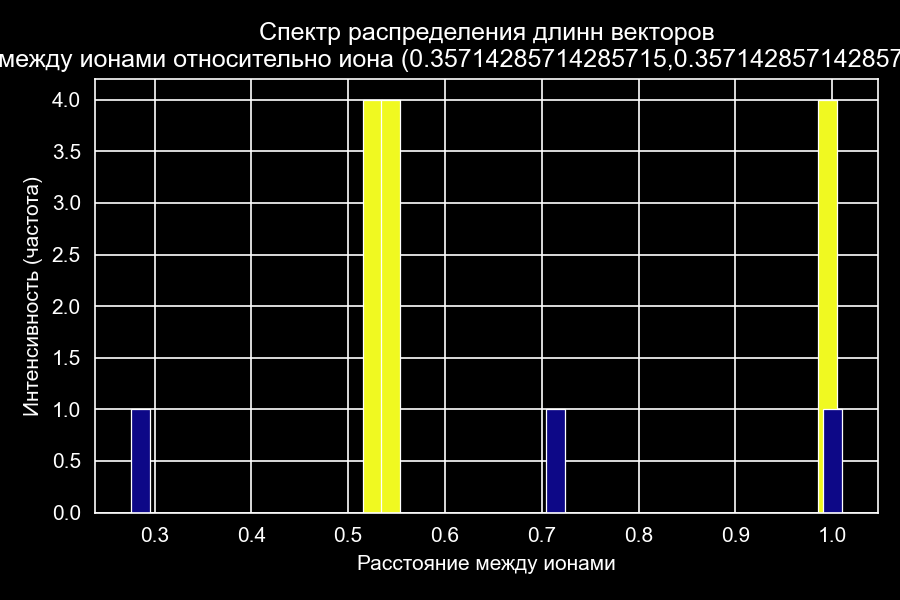 Спектр распределения длинн векторов
между ионами относительно иона (0.35714285714285715,0.357142857142857
4.0
3.5
3.0
2.5
2.0
1.5
1.0
0.5
0.0
Интенсивность (частота)
0.3 0.4 0.5 0.6 0.7 0.8 0.9 1.0
Расстояние между ионами